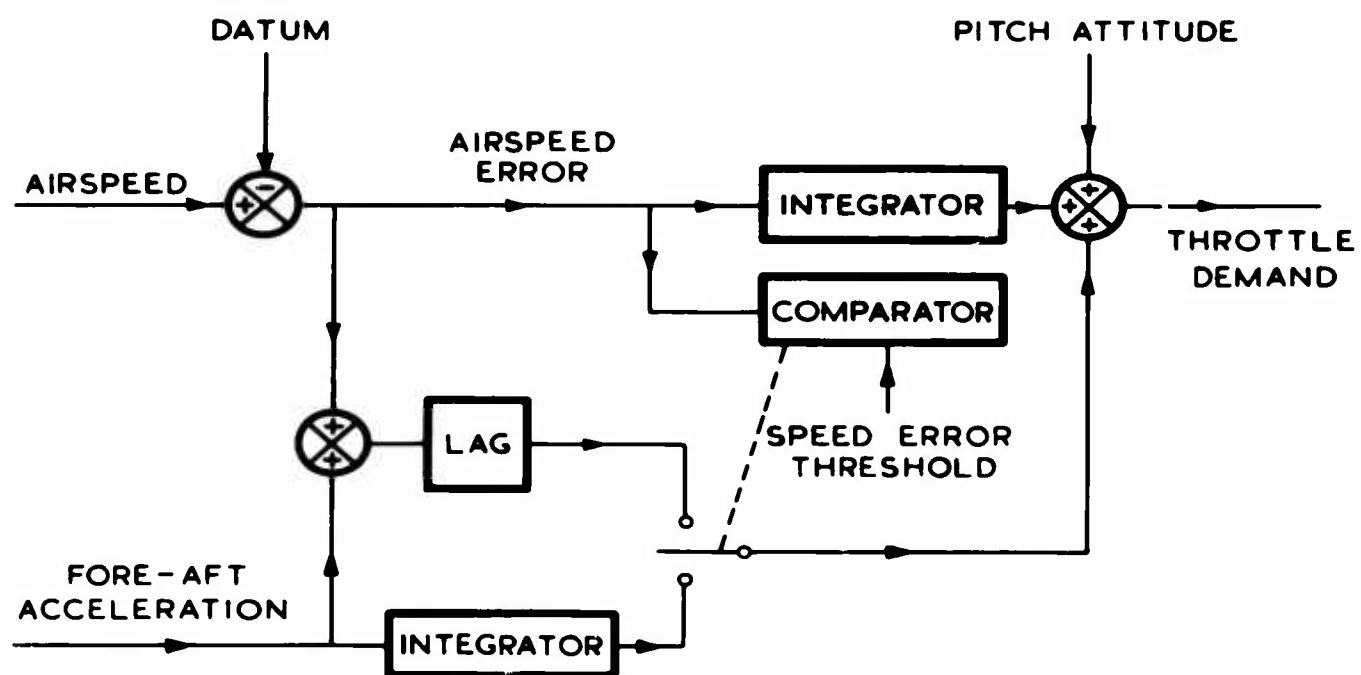 DATUM
PITCH ATTITUDE
AIRSPEED
-
+
AIRSPEED
ERROR
INTEGRATOR
+
+
+
THROTTLE
DEMAND
COMPARATOR
+
+
LAG
SPEED ERROR
THRESHOLD
FORE-AFT
ACCELERATION
INTEGRATOR